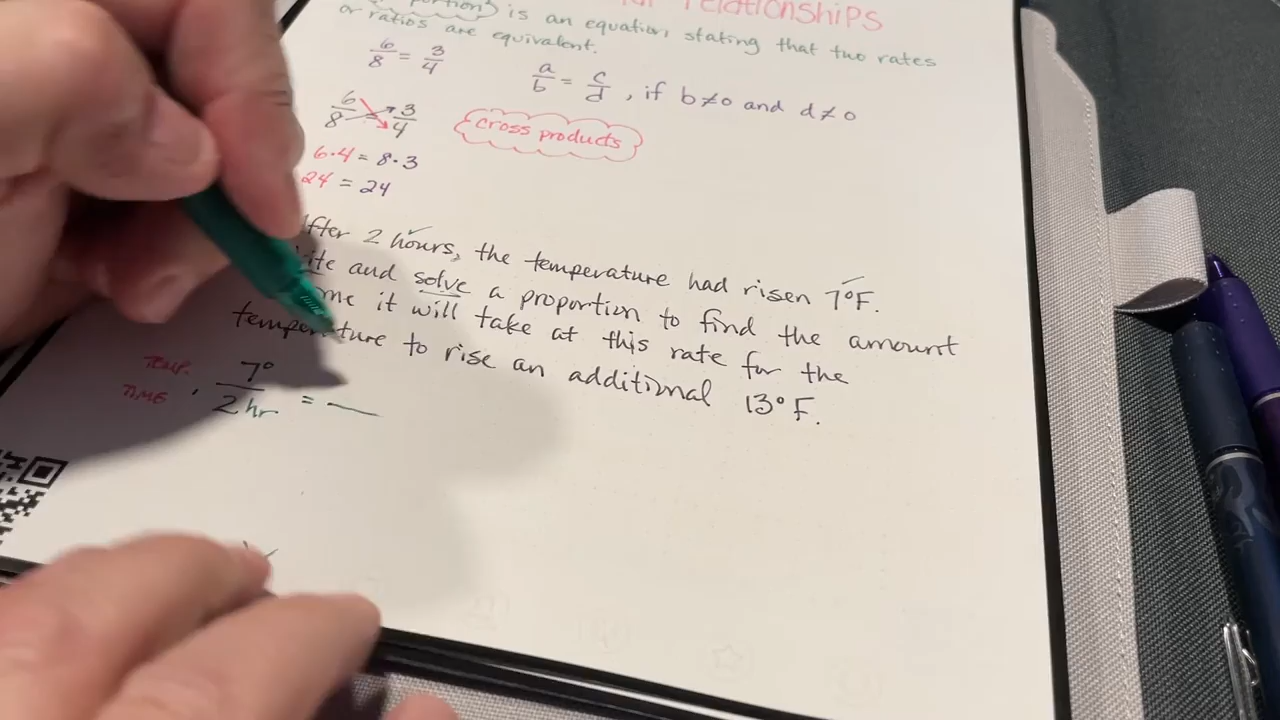 relationships
is an equation stating that two rates
or ratios are equivalent.
6/8 = 3/4
a/b = c/d , if b≠0 and d≠0
6/8 = 3/4
cross products
6·4 = 8·3
24 = 24
2 hours, the temperature had risen 7°F.
and solve a proportion to find the amount
it will take at this rate for the
temperature to rise an additional 13°F.
TEMP.
TIME
7°/2hr =